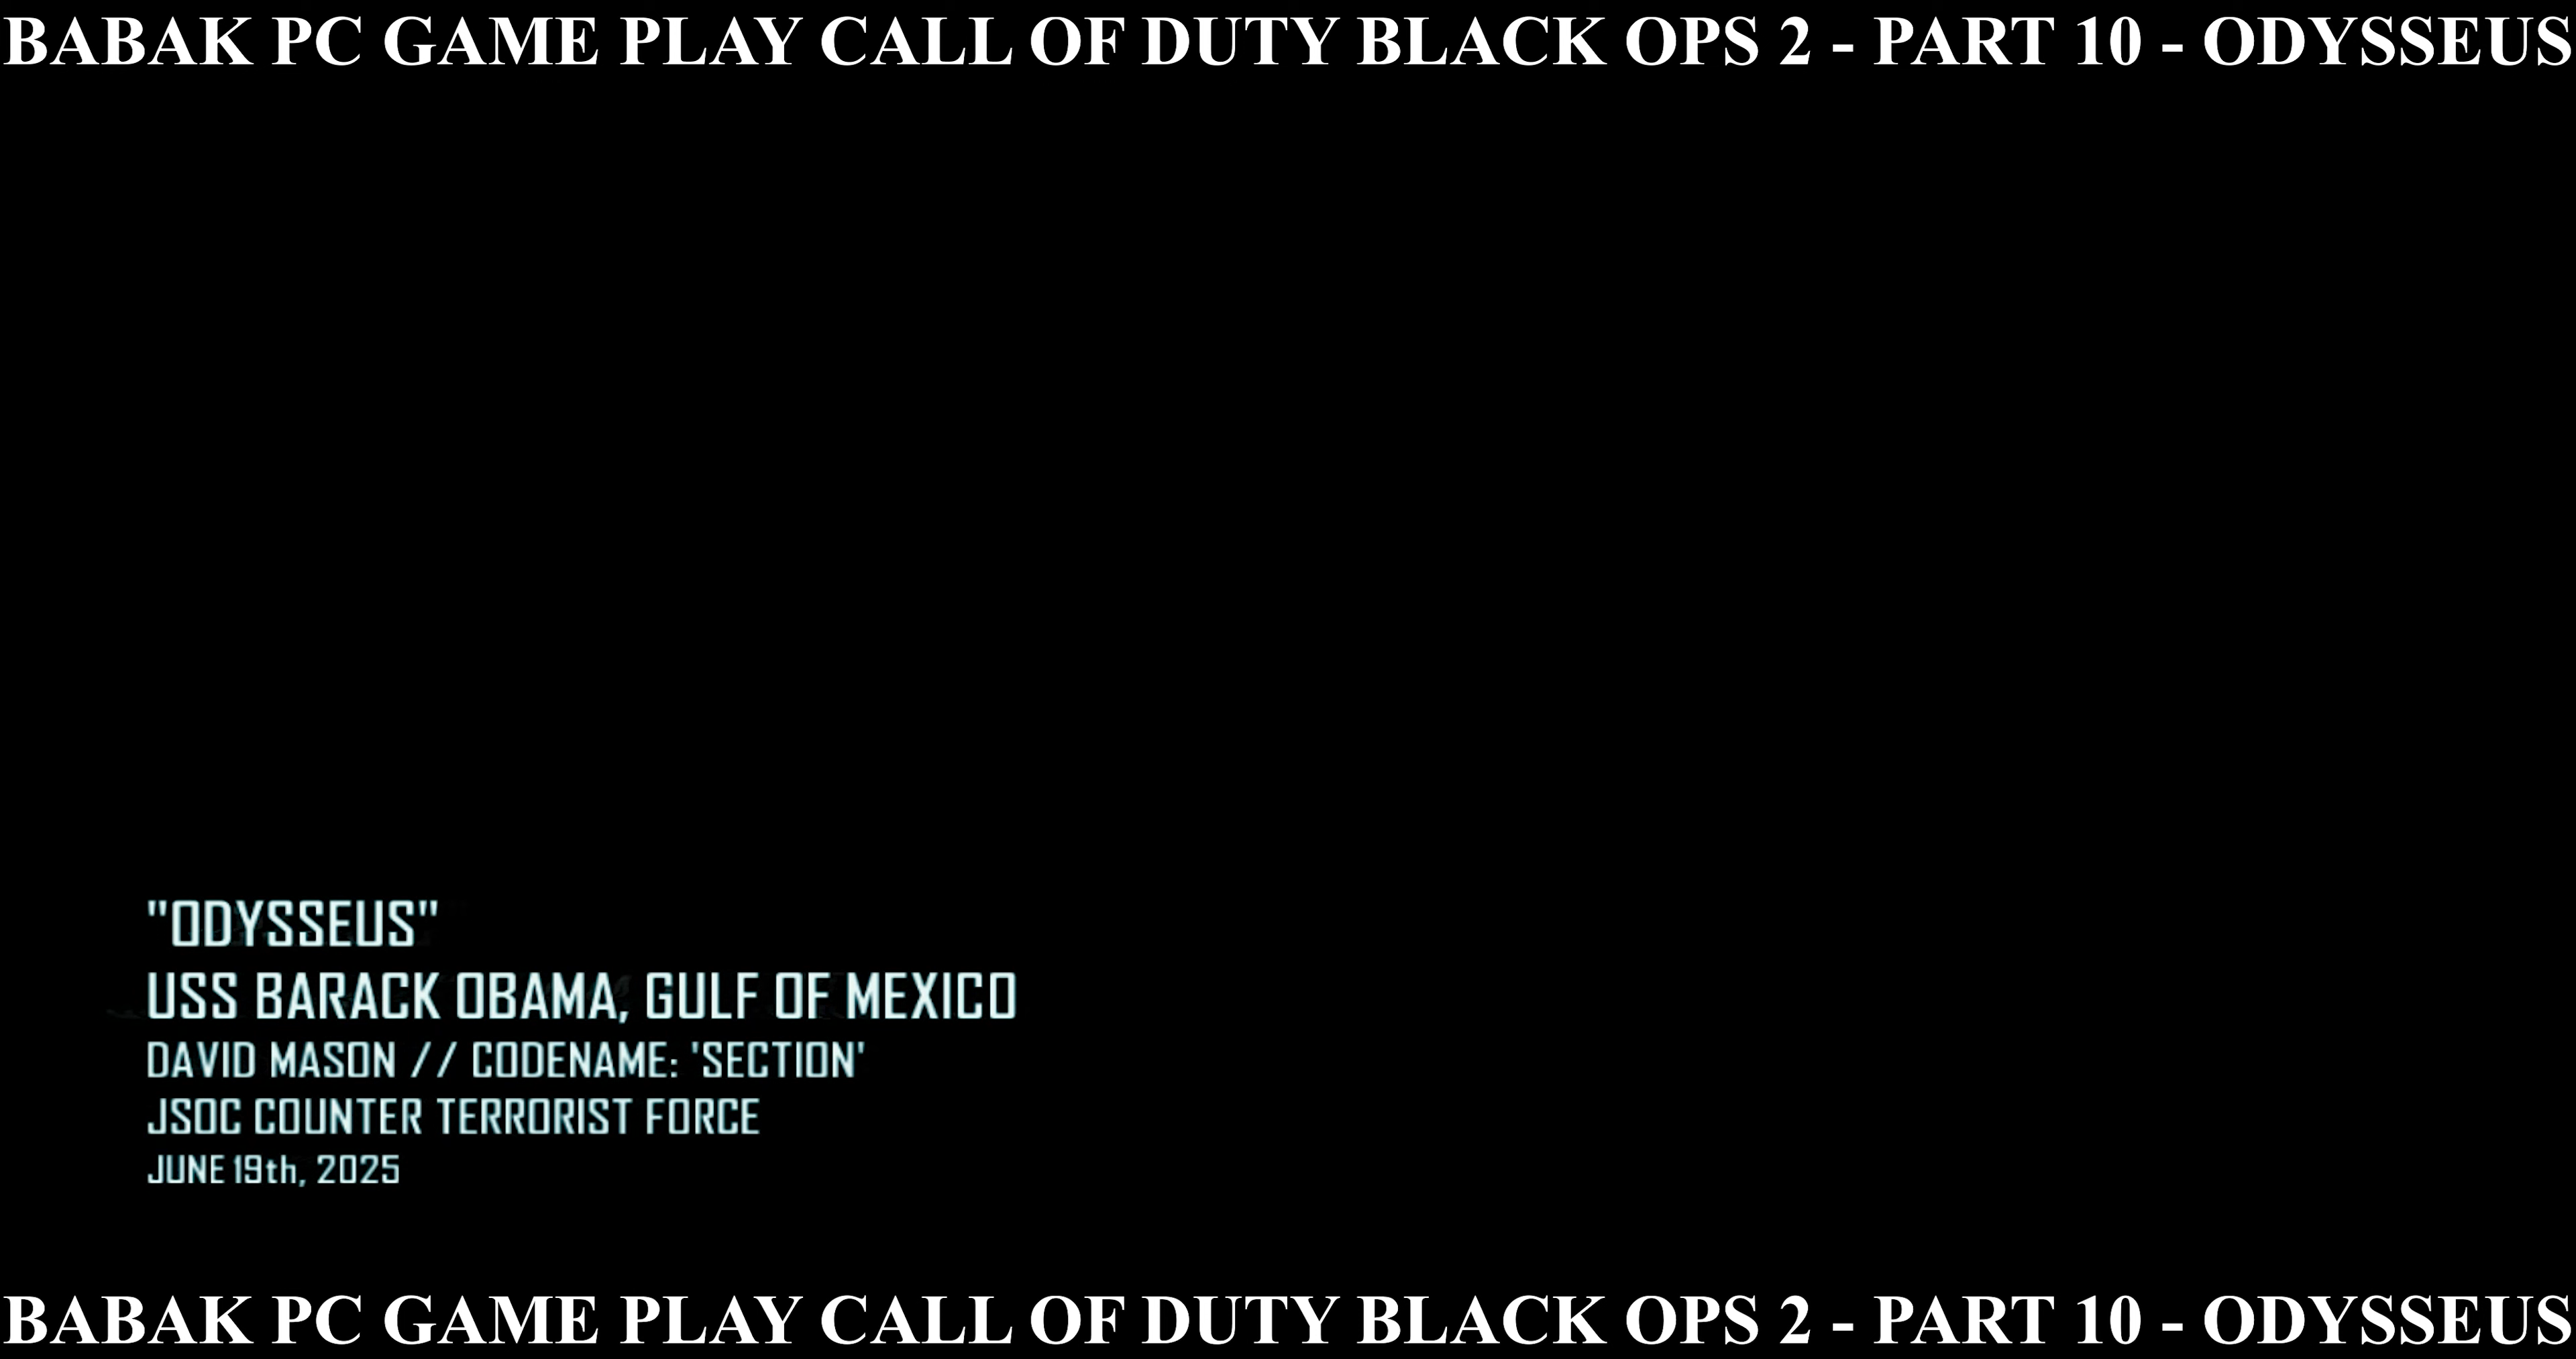 BABAK PC GAME PLAY CALL OF DUTY BLACK OPS 2 - PART 10 - ODYSSEUS
"ODYSSEUS"
USS BARACK OBAMA, GULF OF MEXICO
DAVID MASON // CODENAME: 'SECTION'
JSOC COUNTER TERRORIST FORCE
JUNE 19th, 2025
BABAK PC GAME PLAY CALL OF DUTY BLACK OPS 2 - PART 10 - ODYSSEUS